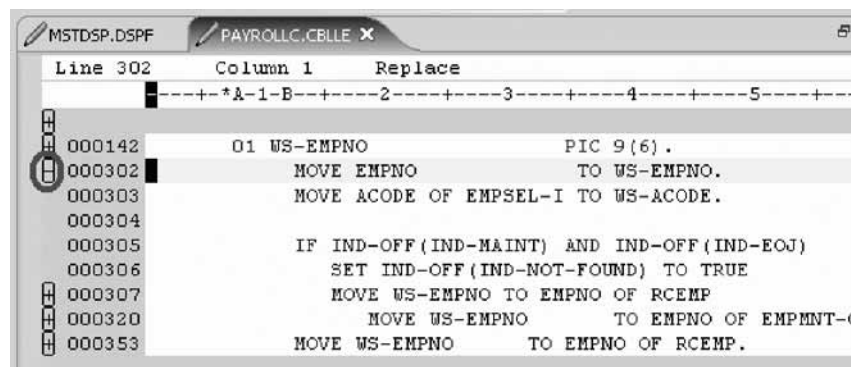 MSTDSP.DSPF PAYROLLC.CBLLE
Line 302 Column 1 Replace
----+-*A-1-B--+----2----+----3----+----4----+----5----+---
000142 01 WS-EMPNO PIC 9(6).
000302 MOVE EMPNO TO WS-EMPNO.
000303 MOVE ACODE OF EMPSEL-I TO WS-ACODE.
000304
000305 IF IND-OFF(IND-MAINT) AND IND-OFF(IND-EOJ)
000306 SET IND-OFF(IND-NOT-FOUND) TO TRUE
000307 MOVE WS-EMPNO TO EMPNO OF RCEMP
000320 MOVE WS-EMPNO TO EMPNO OF EMPMNT-
000353 MOVE WS-EMPNO TO EMPNO OF RCEMP.